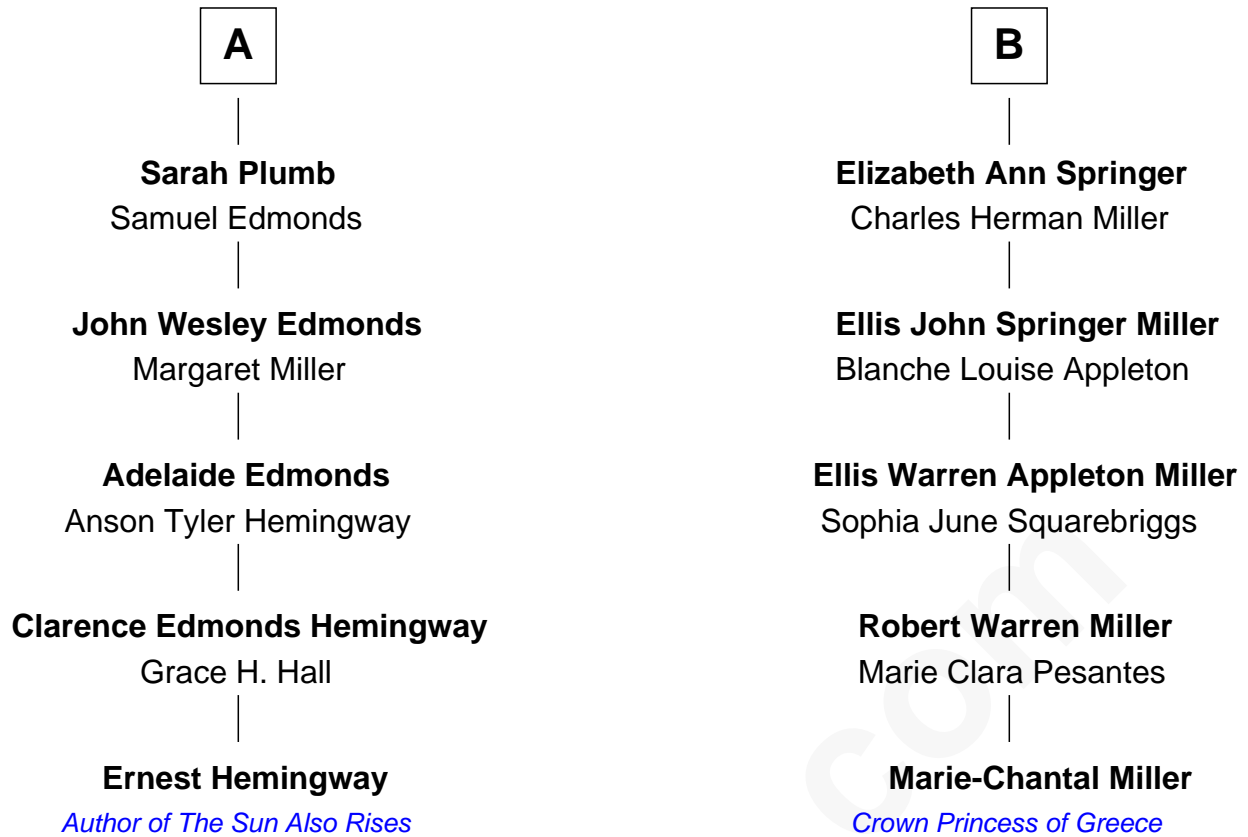 A
Sarah Plumb
Samuel Edmonds
John Wesley Edmonds
Margaret Miller
Adelaide Edmonds
Anson Tyler Hemingway
Clarence Edmonds Hemingway
Grace H. Hall
Ernest Hemingway
Author of The Sun Also Rises
B
Elizabeth Ann Springer
Charles Herman Miller
Ellis John Springer Miller
Blanche Louise Appleton
Ellis Warren Appleton Miller
Sophia June Squarebriggs
Robert Warren Miller
Marie Clara Pesantes
Marie-Chantal Miller
Crown Princess of Greece
com